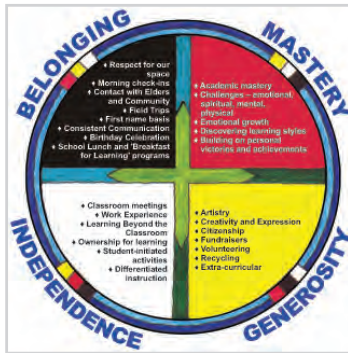 BELONGING
MASTERY
♦ Respect for our
space
♦ Morning check-ins
♦ Contact with Elders
and Community
♦ Field Trips
♦ First name basis
♦ Consistent Communication
♦ Birthday Celebration
♦ School Lunch and 'Breakfast
for Learning' programs
♦ Academic mastery
♦ Challenges – emotional,
spiritual, mental,
physical
♦ Emotional growth
♦ Discovering learning styles
♦ Building on personal
victories and achievements
♦ Classroom meetings
♦ Work Experience
♦ Learning Beyond the
Classroom
♦ Ownership for learning
♦ Student-initiated
activities
♦ Differentiated
instruction
♦ Artistry
♦ Creativity and Expression
♦ Citizenship
♦ Fundraisers
♦ Volunteering
♦ Recycling
♦ Extra-curricular
INDEPENDENCE
GENEROSITY